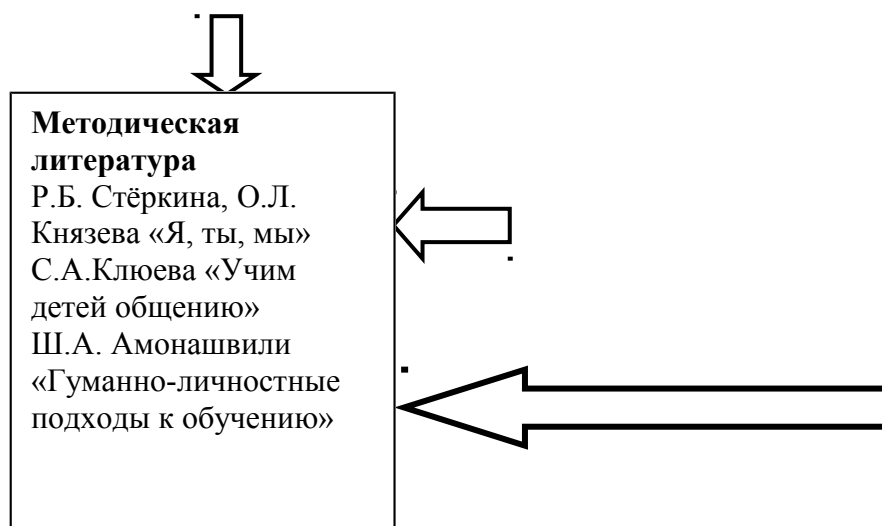 Методическая
литература
Р.Б. Стёркина, О.Л.
Князева «Я, ты, мы»
С.А.Клюева «Учим
детей общению»
Ш.А. Амонашвили
«Гуманно-личностные
подходы к обучению»